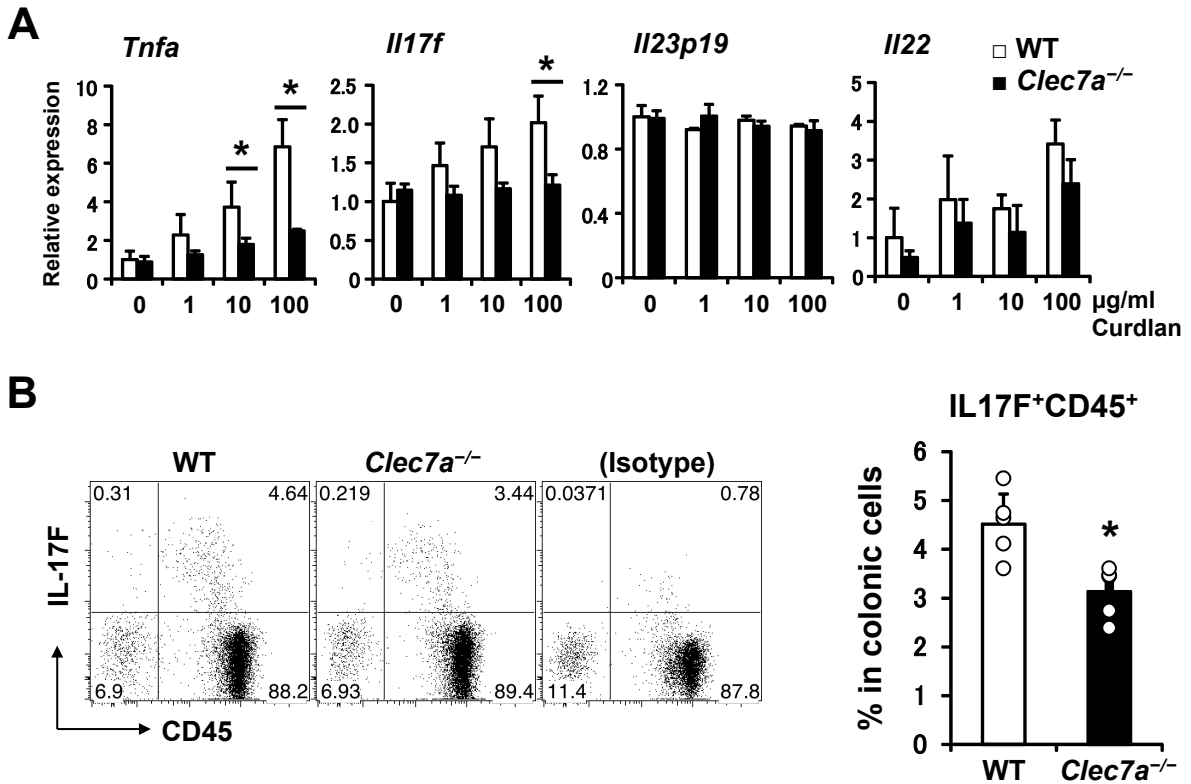 A
Tnfa
Il17f
Il23p19
Il22
WT
Clec7a–/–
Relative expression
10
8
6
4
2
0
0 1 10 100
*
*
2.5
2.0
1.5
1.0
0.5
0
0 1 10 100
*
1.2
0.8
0.4
0
0 1 10 100
5
4
3
2
1
0
0 1 10 100
µg/ml
Curdlan
B
WT
Clec7a–/–
(Isotype)
IL-17F
0.31 4.64
6.9 88.2
0.219 3.44
6.93 89.4
0.0371 0.78
11.4 87.8
CD45
IL17F+CD45+
% in colonic cells
6
5
4
3
2
1
0
*
WT Clec7a–/–